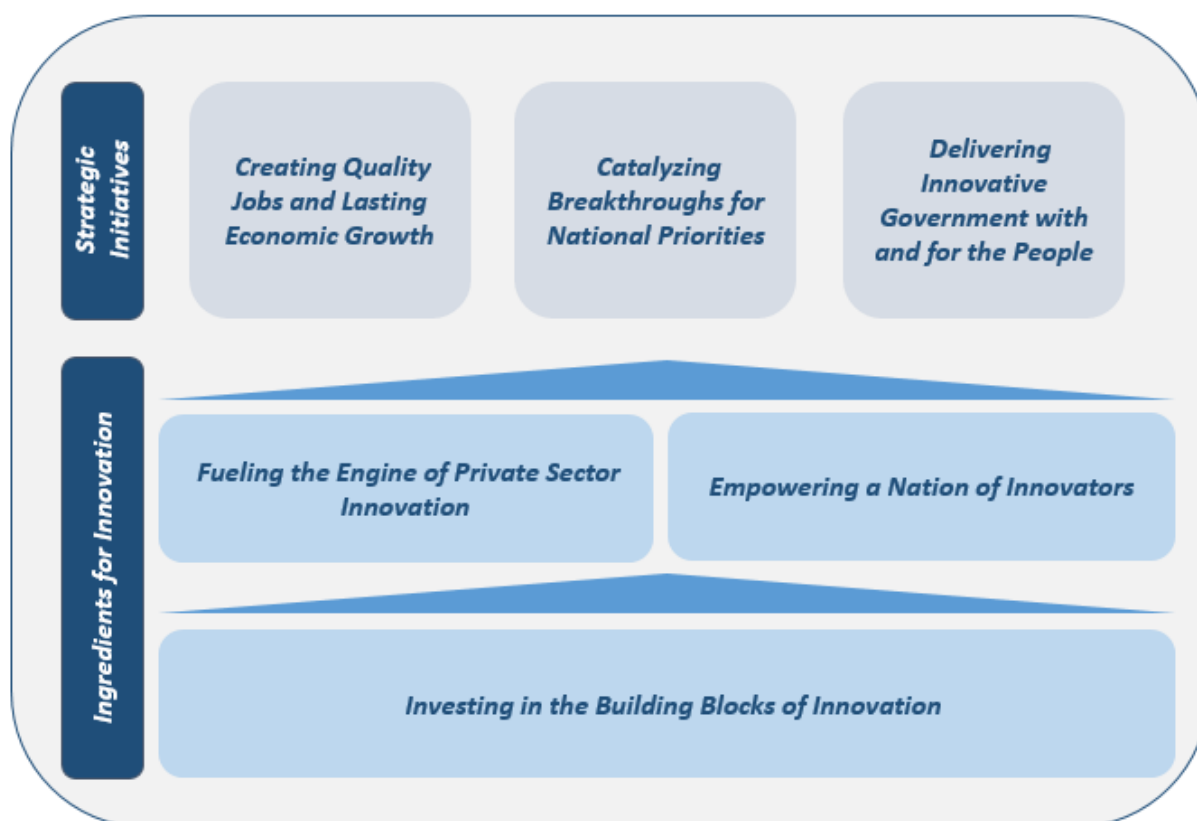 Strategic
Initiatives
Creating Quality
Jobs and Lasting
Economic Growth
Catalyzing
Breakthroughs for
National Priorities
Delivering
Innovative
Government with
and for the People
Ingredients for Innovation
Fueling the Engine of Private Sector
Innovation
Empowering a Nation of Innovators
Investing in the Building Blocks of Innovation